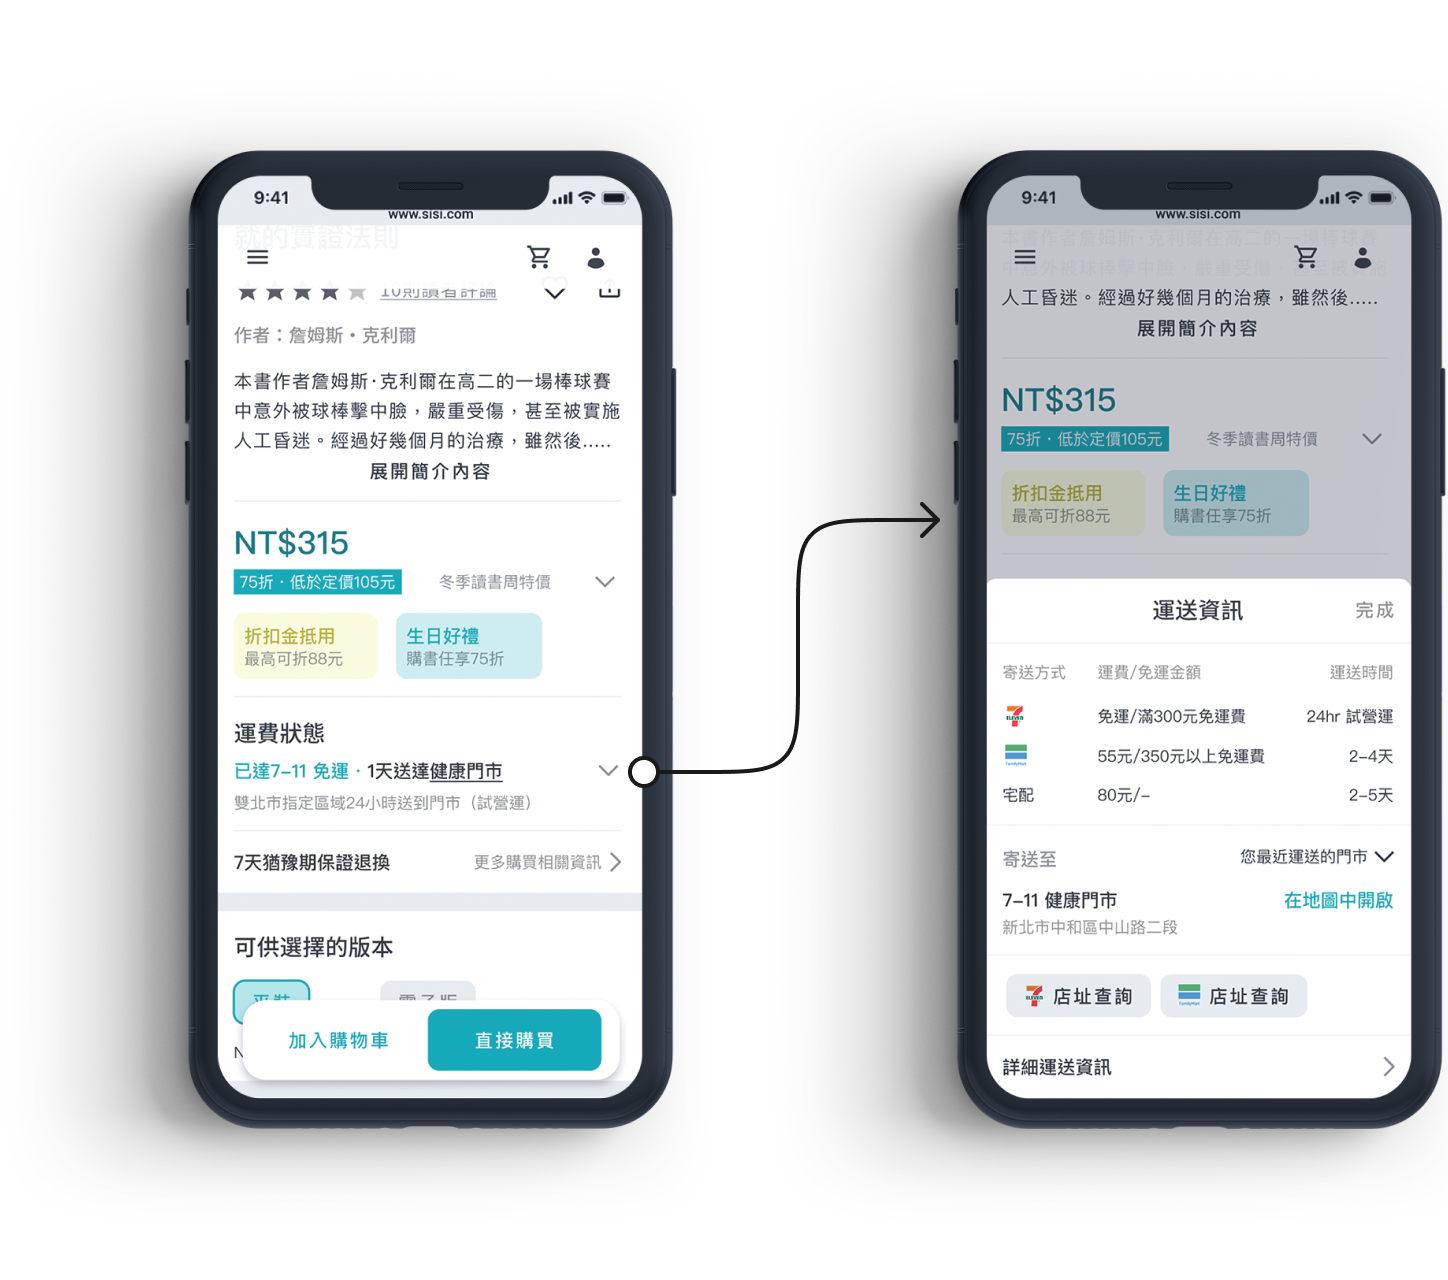 9:41
www.sisi.com
就的實證法則
10則讀者評論
作者：詹姆斯・克利爾
本書作者詹姆斯·克利爾在高二的一場棒球賽
中意外被球棒擊中臉，嚴重受傷，甚至被實施
人工昏迷。經過好幾個月的治療，雖然後.....
展開簡介內容
NT$315
75折 · 低於定價105元
冬季讀書周特價
折扣金抵用
最高可折88元
生日好禮
購書任享75折
運費狀態
已達7-11 免運 · 1天送達健康門市
雙北市指定區域24小時送到門市（試營運）
7天猶豫期保證退換
更多購買相關資訊
可供選擇的版本
平裝
電子版
N
加入購物車
直接購買
9:41
www.sisi.com
本書作者詹姆斯·克利爾在高二的一場棒球賽
中意外被球棒擊中臉，嚴重受傷，甚至被
人工昏迷。經過好幾個月的治療，雖然後.....
展開簡介內容
NT$315
75折 · 低於定價105元
冬季讀書周特價
折扣金抵用
最高可折88元
生日好禮
購書任享75折
運送資訊
完成
寄送方式 運費/免運金額 運送時間
7 ELEVEN 免運/滿300元免運費 24hr 試營運
FamilyMart 55元/350元以上免運費 2-4天
宅配 80元/- 2-5天
寄送至
您最近運送的門市
7-11 健康門市
在地圖中開啟
新北市中和區中山路二段
7 ELEVEN 店址查詢
FamilyMart 店址查詢
詳細運送資訊